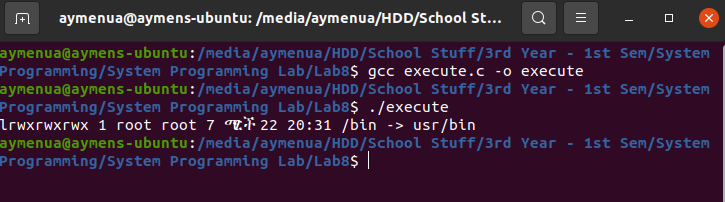 aymenua@aymens-ubuntu: /media/aymenua/HDD/School St...
aymenua@aymens-ubuntu:/media/aymenua/HDD/School Stuff/3rd Year - 1st Sem/System
Programming/System Programming Lab/Lab8$ gcc execute.c -o execute
aymenua@aymens-ubuntu:/media/aymenua/HDD/School Stuff/3rd Year - 1st Sem/System
Programming/System Programming Lab/Lab8$ ./execute
lrwxrwxrwx 1 root root 7 ማርች 22 20:31 /bin -> usr/bin
aymenua@aymens-ubuntu:/media/aymenua/HDD/School Stuff/3rd Year - 1st Sem/System
Programming/System Programming Lab/Lab8$